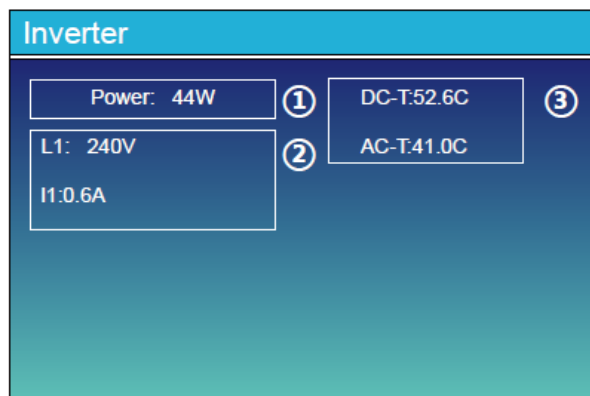 Inverter
Power: 44W
①
L1: 240V
I1:0.6A
②
DC-T:52.6C
AC-T:41.0C
③